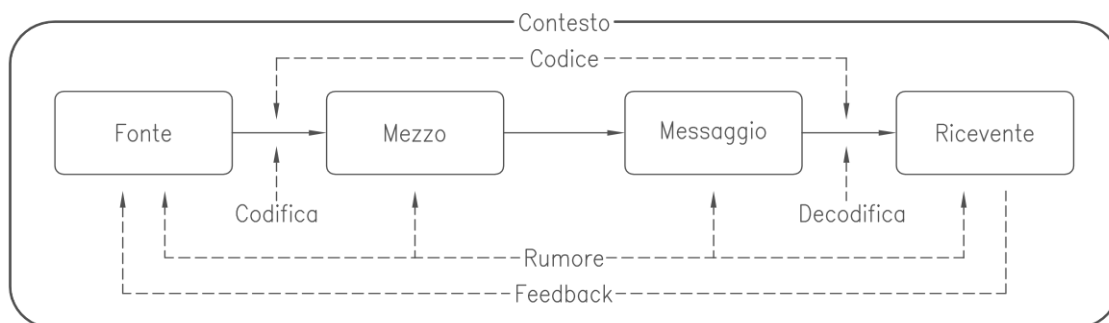 Contesto
Codice
Fonte
Mezzo
Messaggio
Ricevente
Codifica
Decodifica
Rumore
Feedback